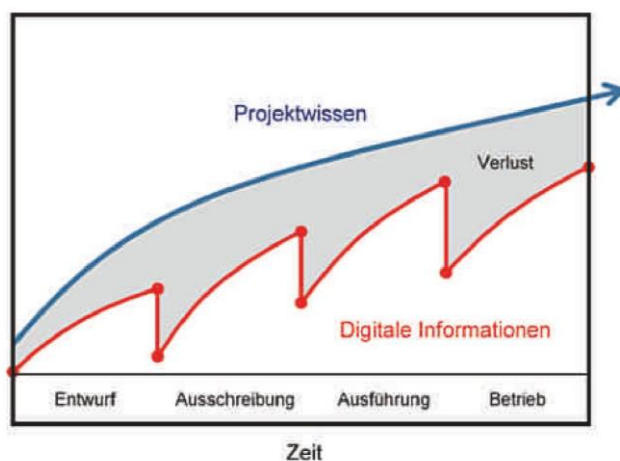 Projektwissen
Verlust
Digitale Informationen
Entwurf
Ausschreibung
Ausführung
Betrieb
Zeit